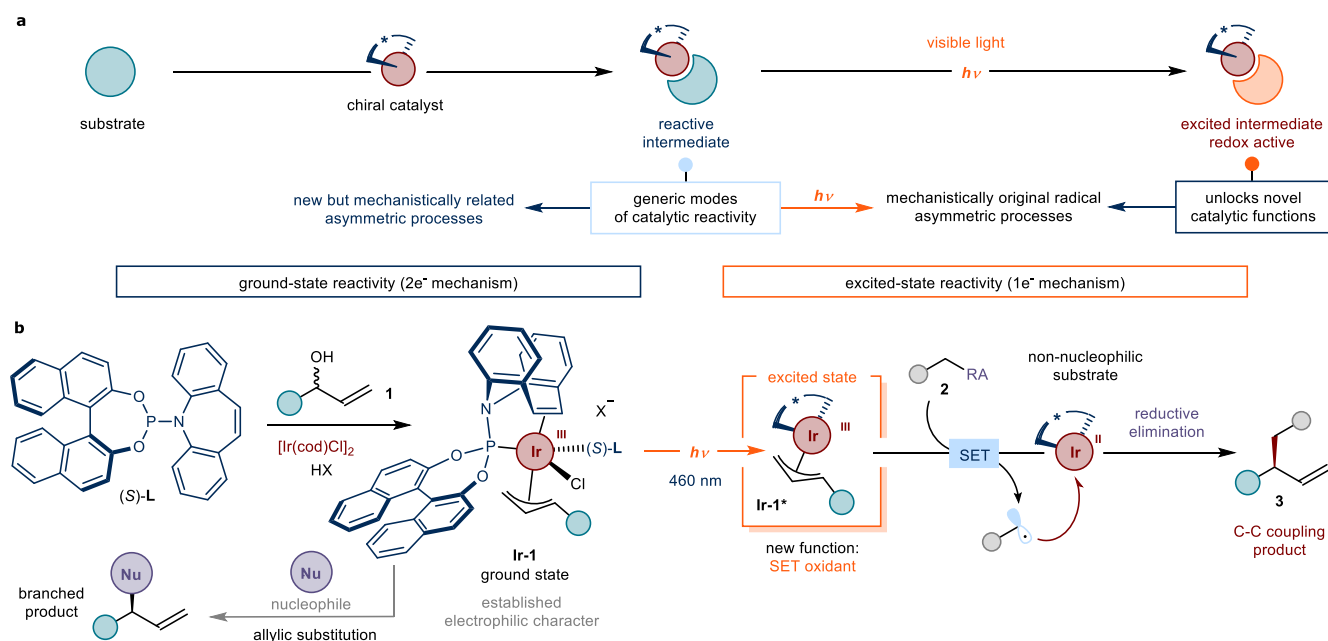 a
visible light
hν
*
*
chiral catalyst
substrate
reactive
intermediate
excited intermediate
redox active
new but mechanistically related
asymmetric processes
generic modes
of catalytic reactivity
hν
mechanistically original radical
asymmetric processes
unlocks novel
catalytic functions
*
ground-state reactivity (2e⁻ mechanism)
excited-state reactivity (1e⁻ mechanism)
b
O
P
N
O
(S)-L
OH
1
[Ir(cod)Cl]₂
HX
N
P
O
O
III
Ir
(S)-L
Cl
X⁻
Ir-1
ground state
established
electrophilic character
hν
460 nm
excited state
*
Ir
III
Ir-1*
new function:
SET oxidant
2
RA
SET
•
non-nucleophilic
substrate
*
Ir
II
reductive
elimination
3
C-C coupling
product
branched
product
Nu
Nu
nucleophile
allylic substitution